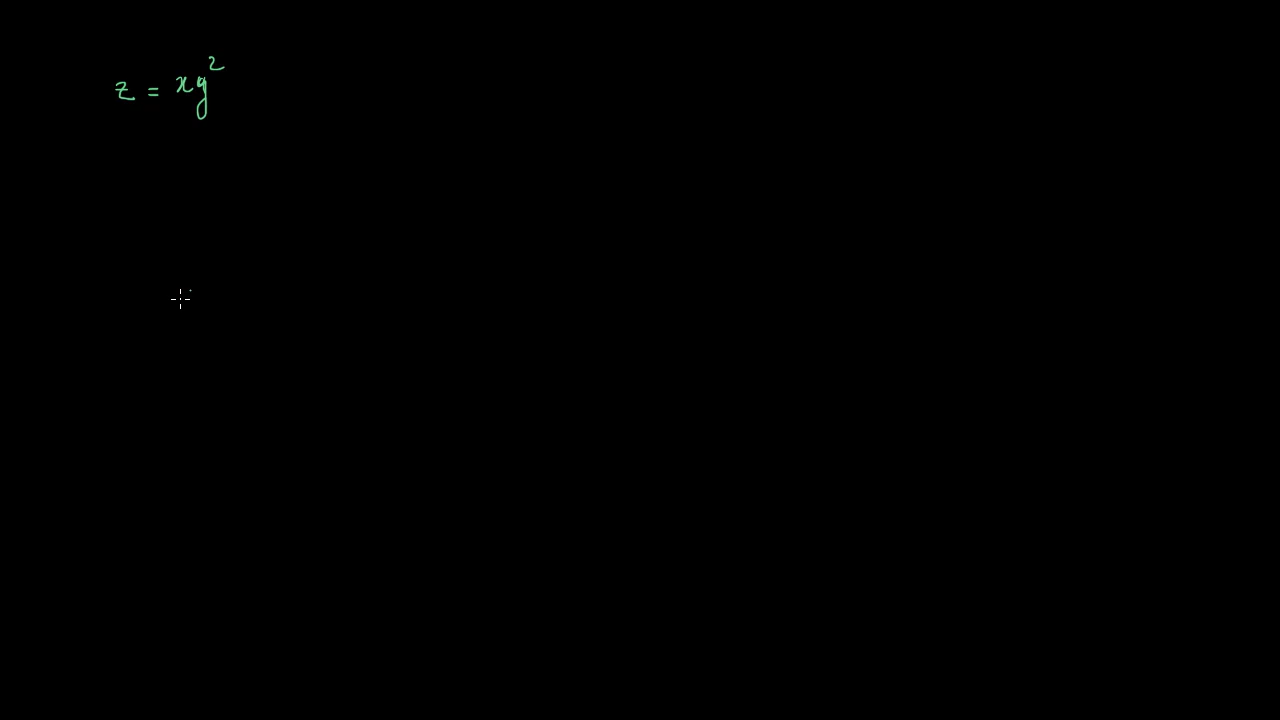 z = xy²